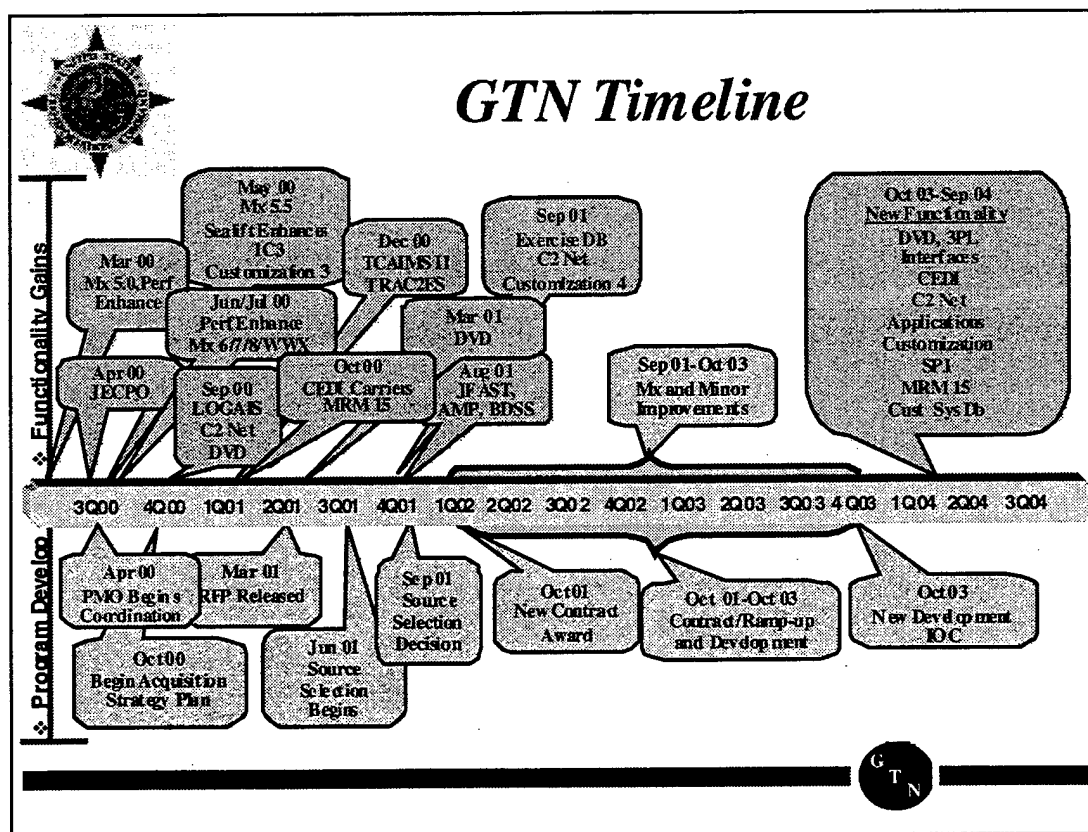 GTN Timeline
❖ Functionality Gains
Mar 00
Mx 5.0, Perf
Enhance
Apr 00
JECPO
May 00
Mx 5.5
Sealift Enhances
IC3
Customization 3
Jun/Jul 00
Perf Enhance
Mx 6/7/8/WWX
Sep 00
LOGAIS
C2 Net
DVD
Dec 00
TCAIMS II
TRAC2ES
Oct 00
CEDI Carriers
MRM 15
Sep 01
Exercise DB
C2 Net
Customization 4
Mar 01
DVD
Aug 01
JFAST,
AMP, BDSS
Sep 01-Oct 03
Mx and Minor
Improvements
Oct 03-Sep 04
New Functionality
DVD, 3PL
Interfaces
CEDI
C2 Net
Applications
Customization
SPI
MRM 15
Cust Sys Db
3Q00 4Q00 1Q01 2Q01 3Q01 4Q01 1Q02 2Q02 3Q02 4Q02 1Q03 2Q03 3Q03 4Q03 1Q04 2Q04 3Q04
❖ Program Develop
Apr 00
PMO Begins
Coordination
Oct 00
Begin Acquisition
Strategy Plan
Mar 01
RFP Released
Jun 01
Source
Selection
Begins
Sep 01
Source
Selection
Decision
Oct 01
New Contract
Award
Oct 01-Oct 03
Contract/Ramp-up
and Development
Oct 03
New Development
IOC
G
T
N